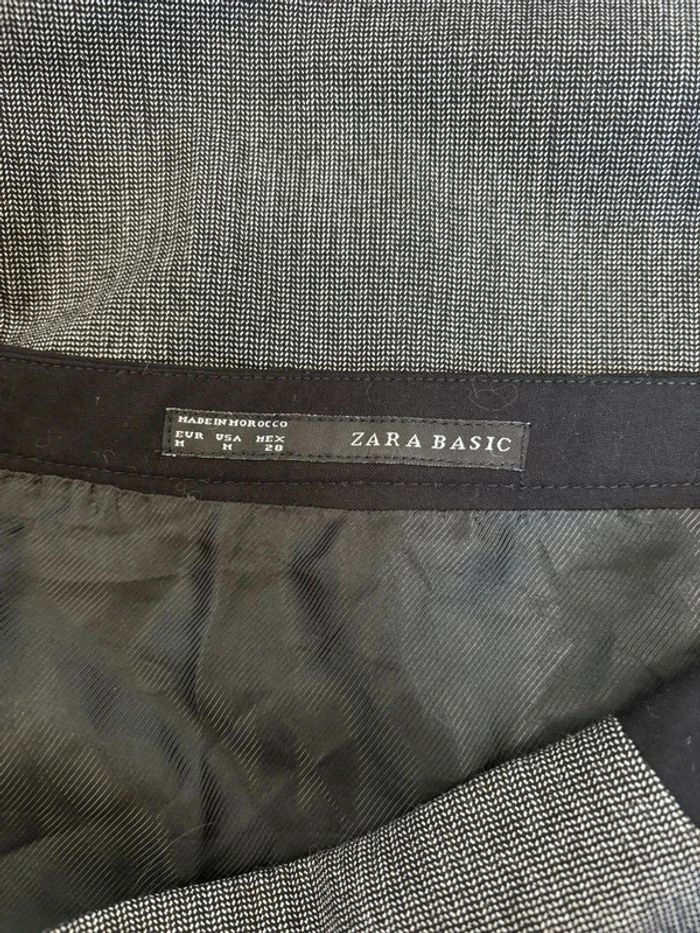 MADE IN MOROCCO
EUR USA MEX
M M 28
ZARA BASIC